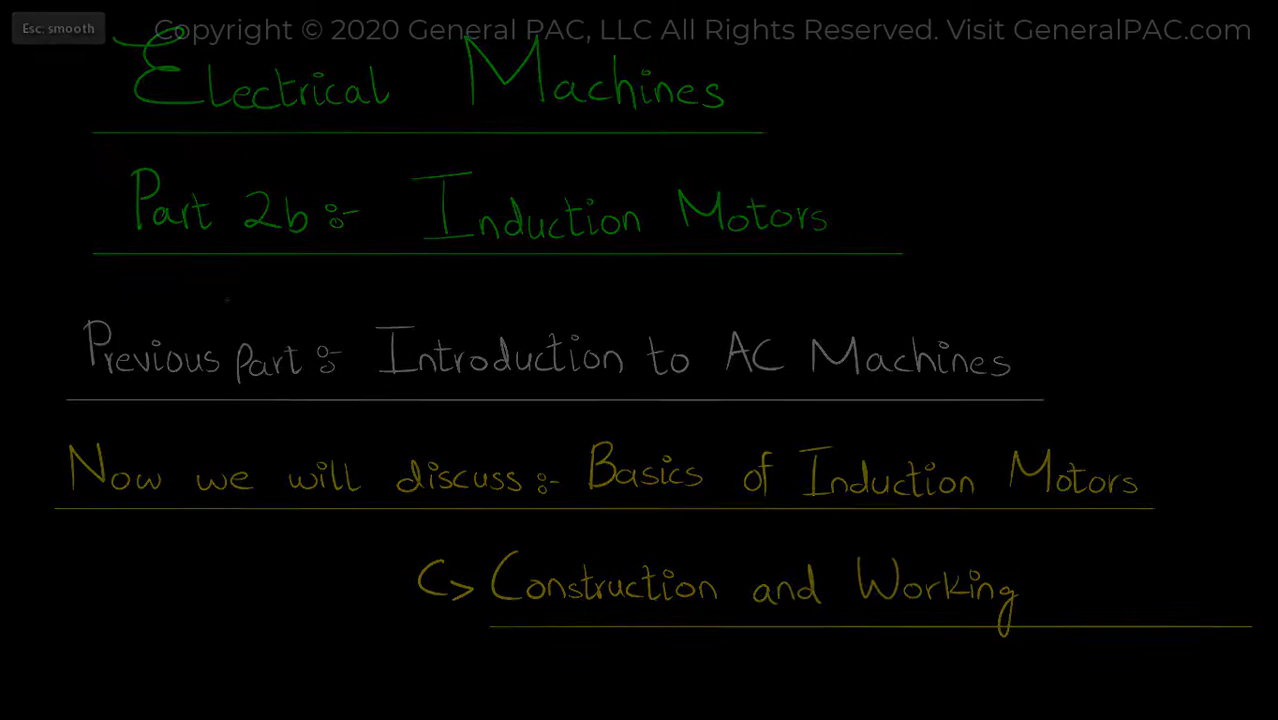 Esc: smooth
Copyright © 2020 General PAC, LLC All Rights Reserved. Visit GeneralPAC.com
Electrical Machines
Part 2b :- Induction Motors
Previous part :- Introduction to AC Machines
Now we will discuss :- Basics of Induction Motors
↳ Construction and Working